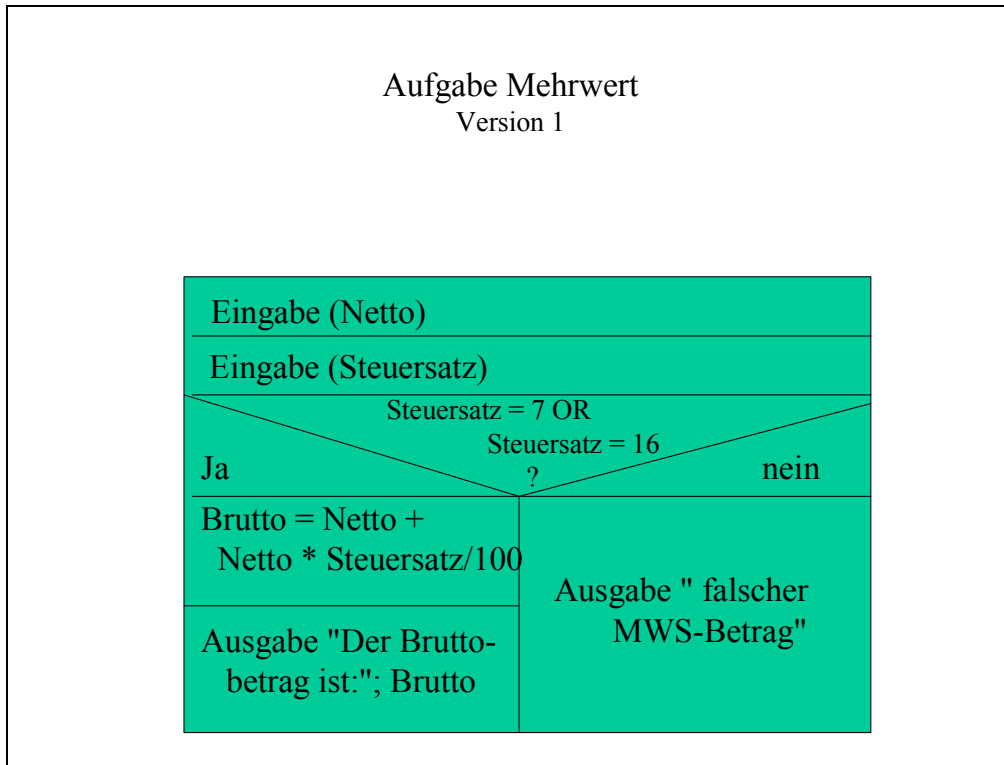 Aufgabe Mehrwert
Version 1
Eingabe (Netto)
Eingabe (Steuersatz)
Steuersatz = 7 OR
Steuersatz = 16
?
Ja
nein
Brutto = Netto +
Netto * Steuersatz/100
Ausgabe "Der Brutto-
betrag ist:"; Brutto
Ausgabe " falscher
MWS-Betrag"